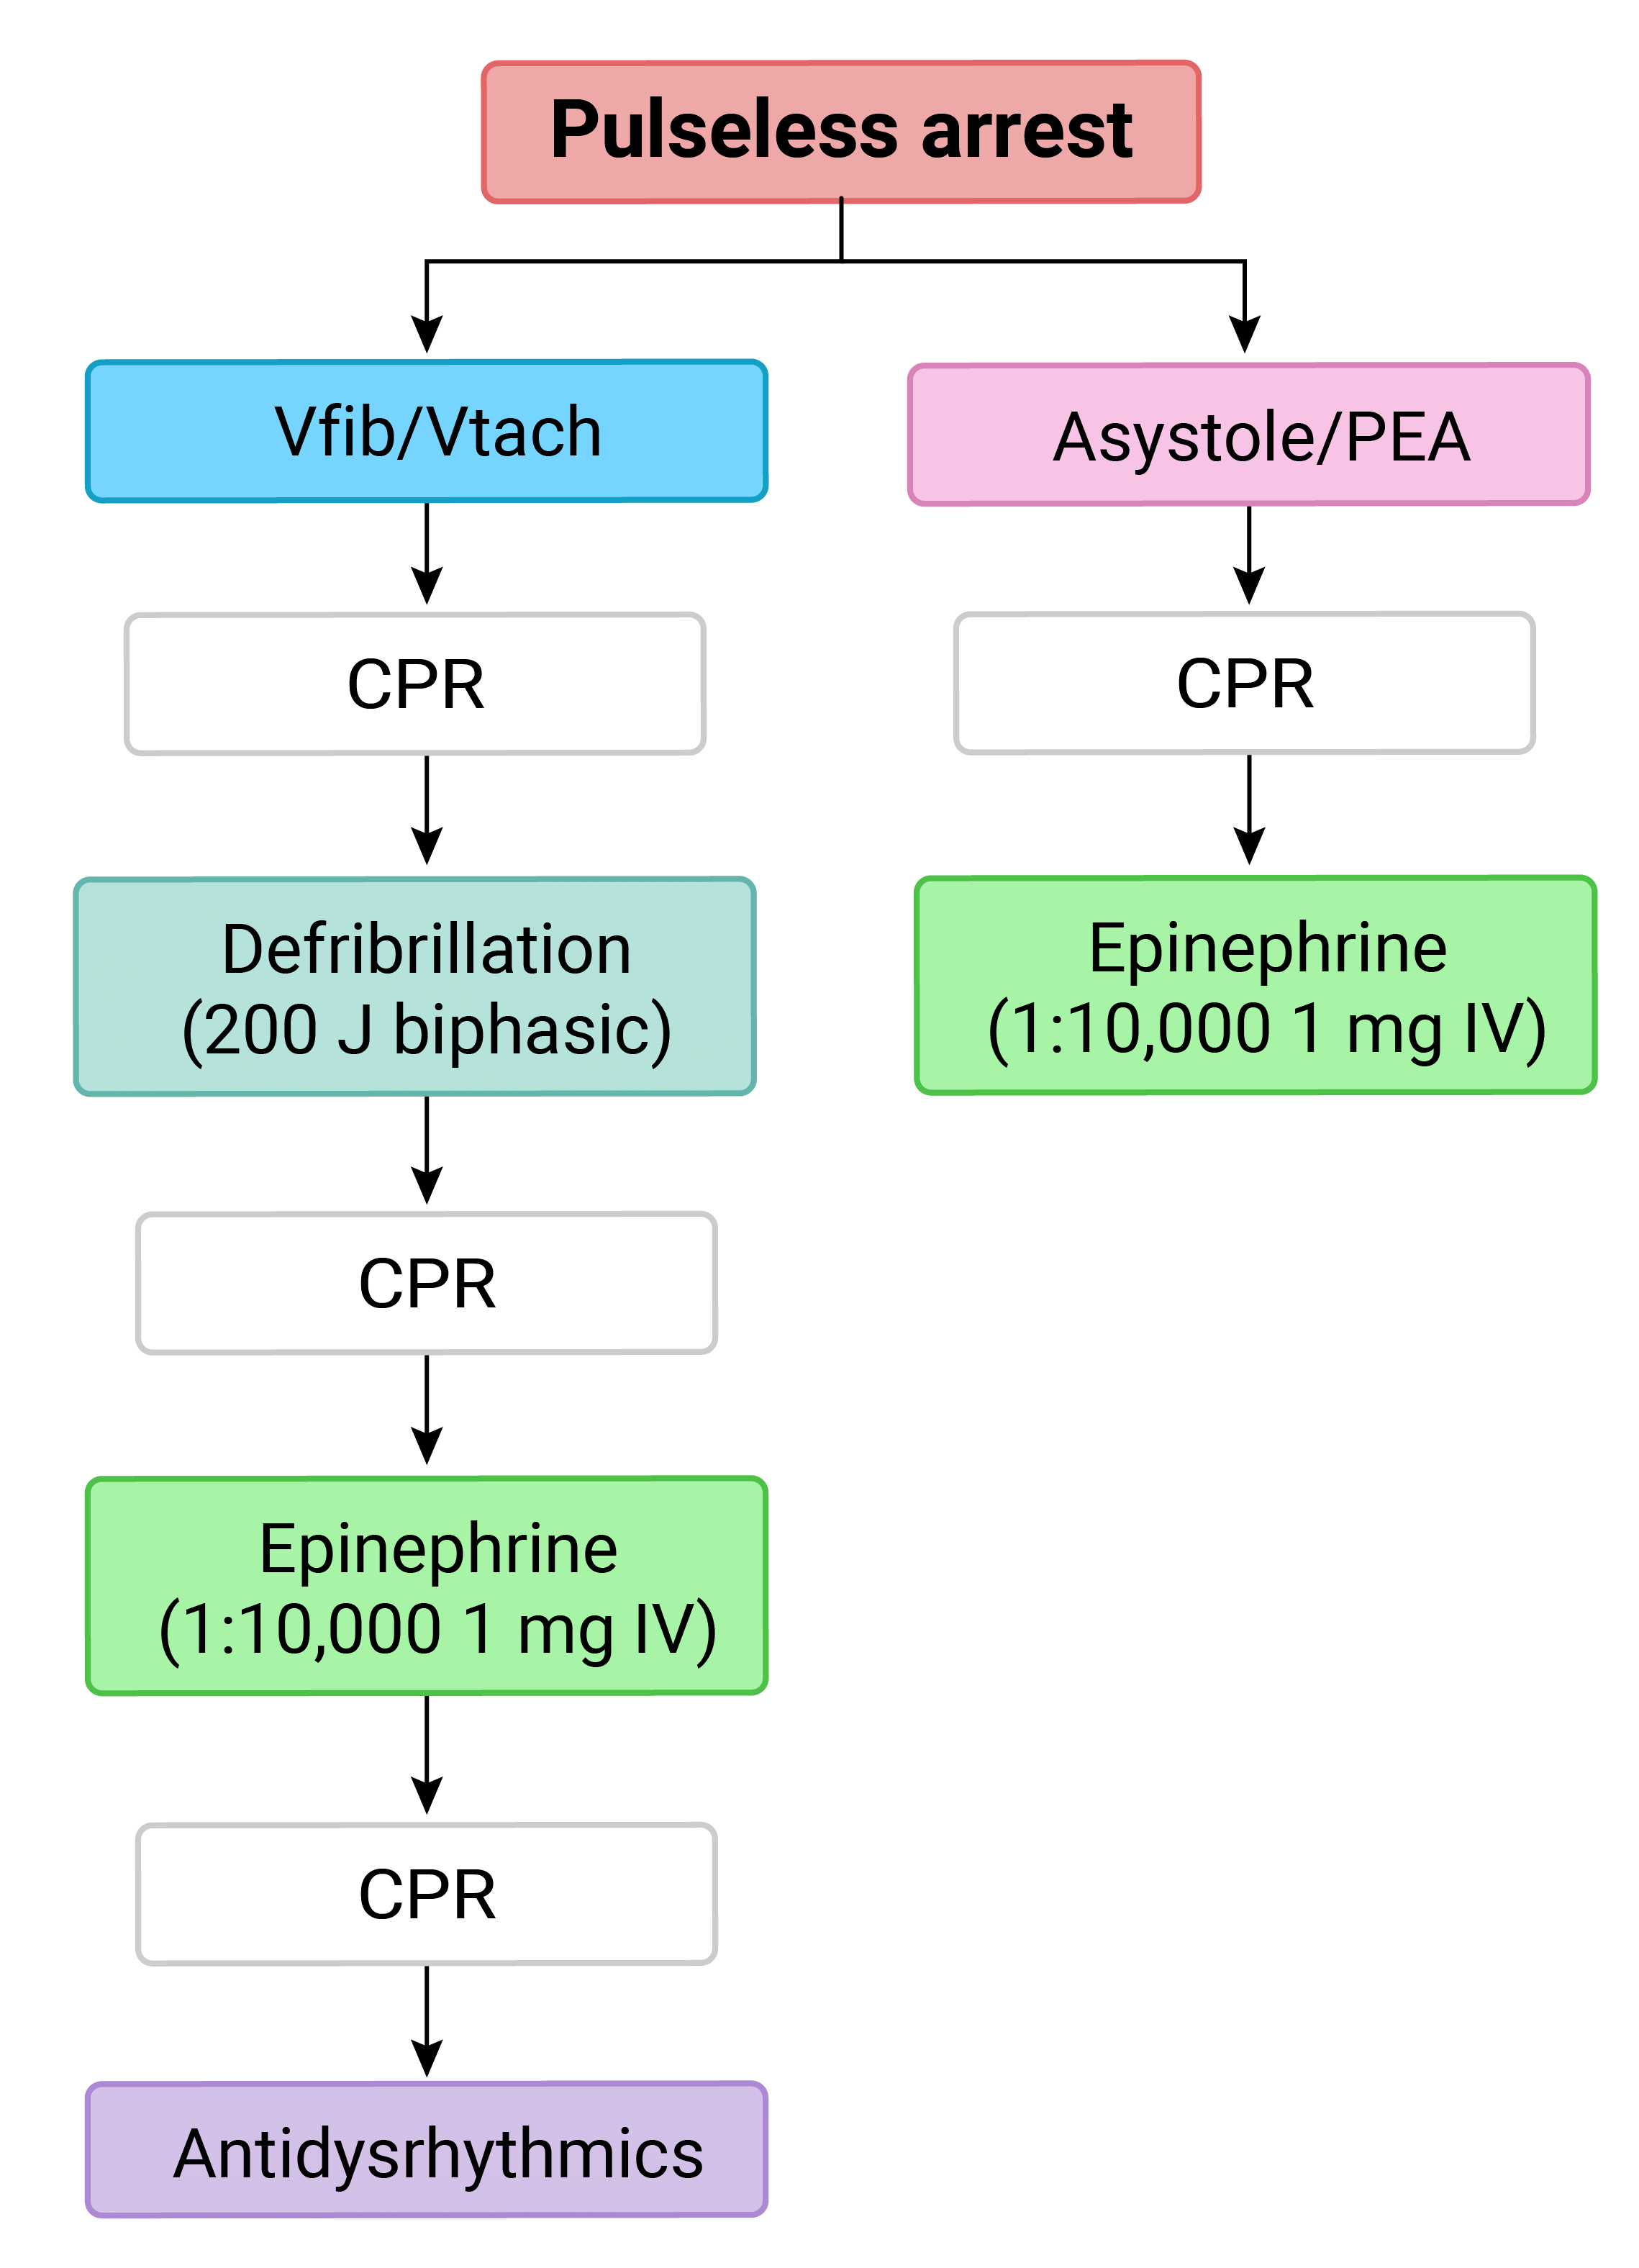 Pulseless arrest
Vfib/Vtach
CPR
Defribrillation
(200 J biphasic)
CPR
Epinephrine
(1:10,000 1 mg IV)
CPR
Antidysrhythmics
Asystole/PEA
CPR
Epinephrine
(1:10,000 1 mg IV)